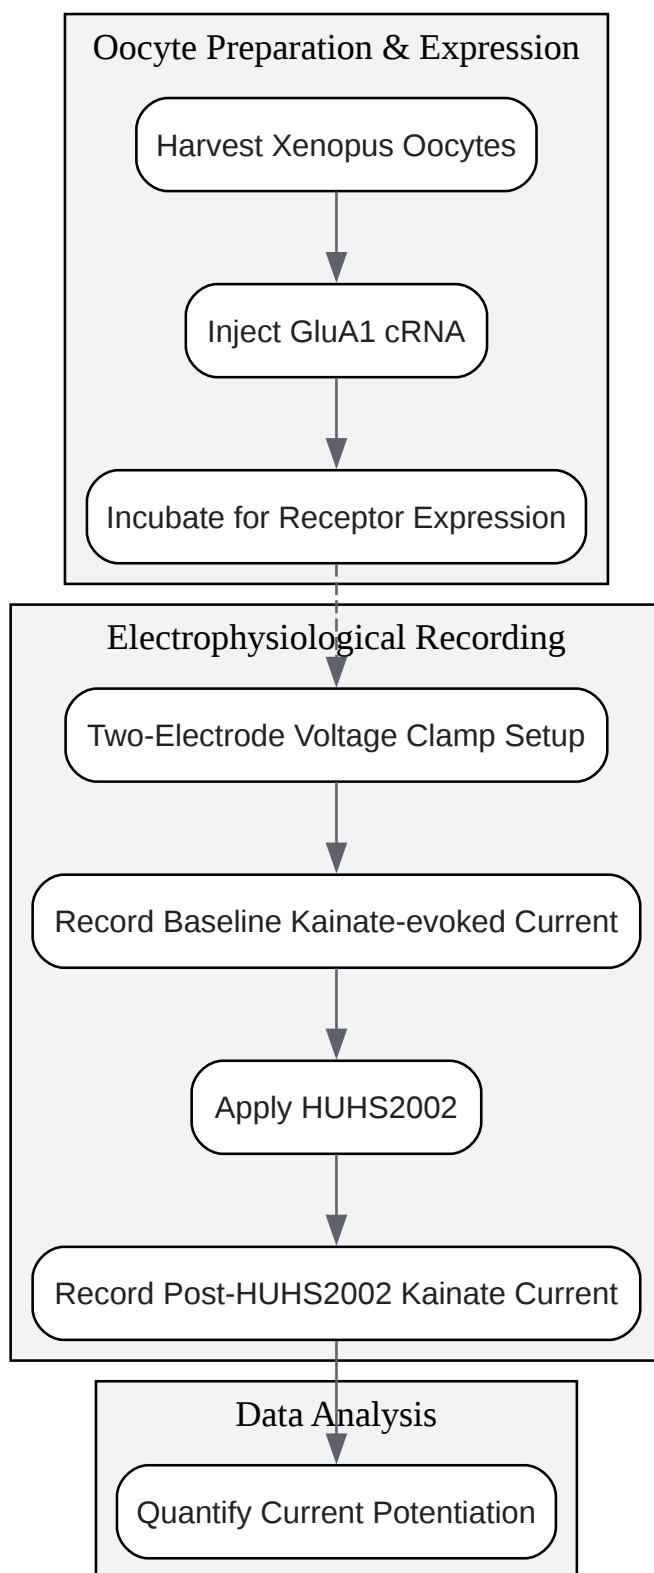 Oocyte Preparation & Expression
Harvest Xenopus Oocytes
Inject GluA1 cRNA
Incubate for Receptor Expression
Electrophysiological Recording
Two-Electrode Voltage Clamp Setup
Record Baseline Kainate-evoked Current
Apply HUHS2002
Record Post-HUHS2002 Kainate Current
Data Analysis
Quantify Current Potentiation